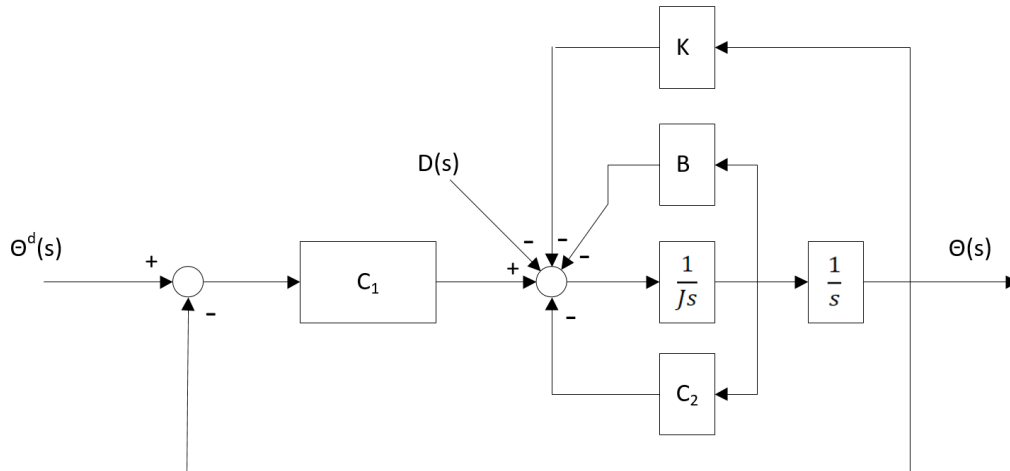 K
B
D(s)
Θᵈ(s)
+
-
C₁
+
-
-
-
-
1
Js
1
s
Θ(s)
C₂